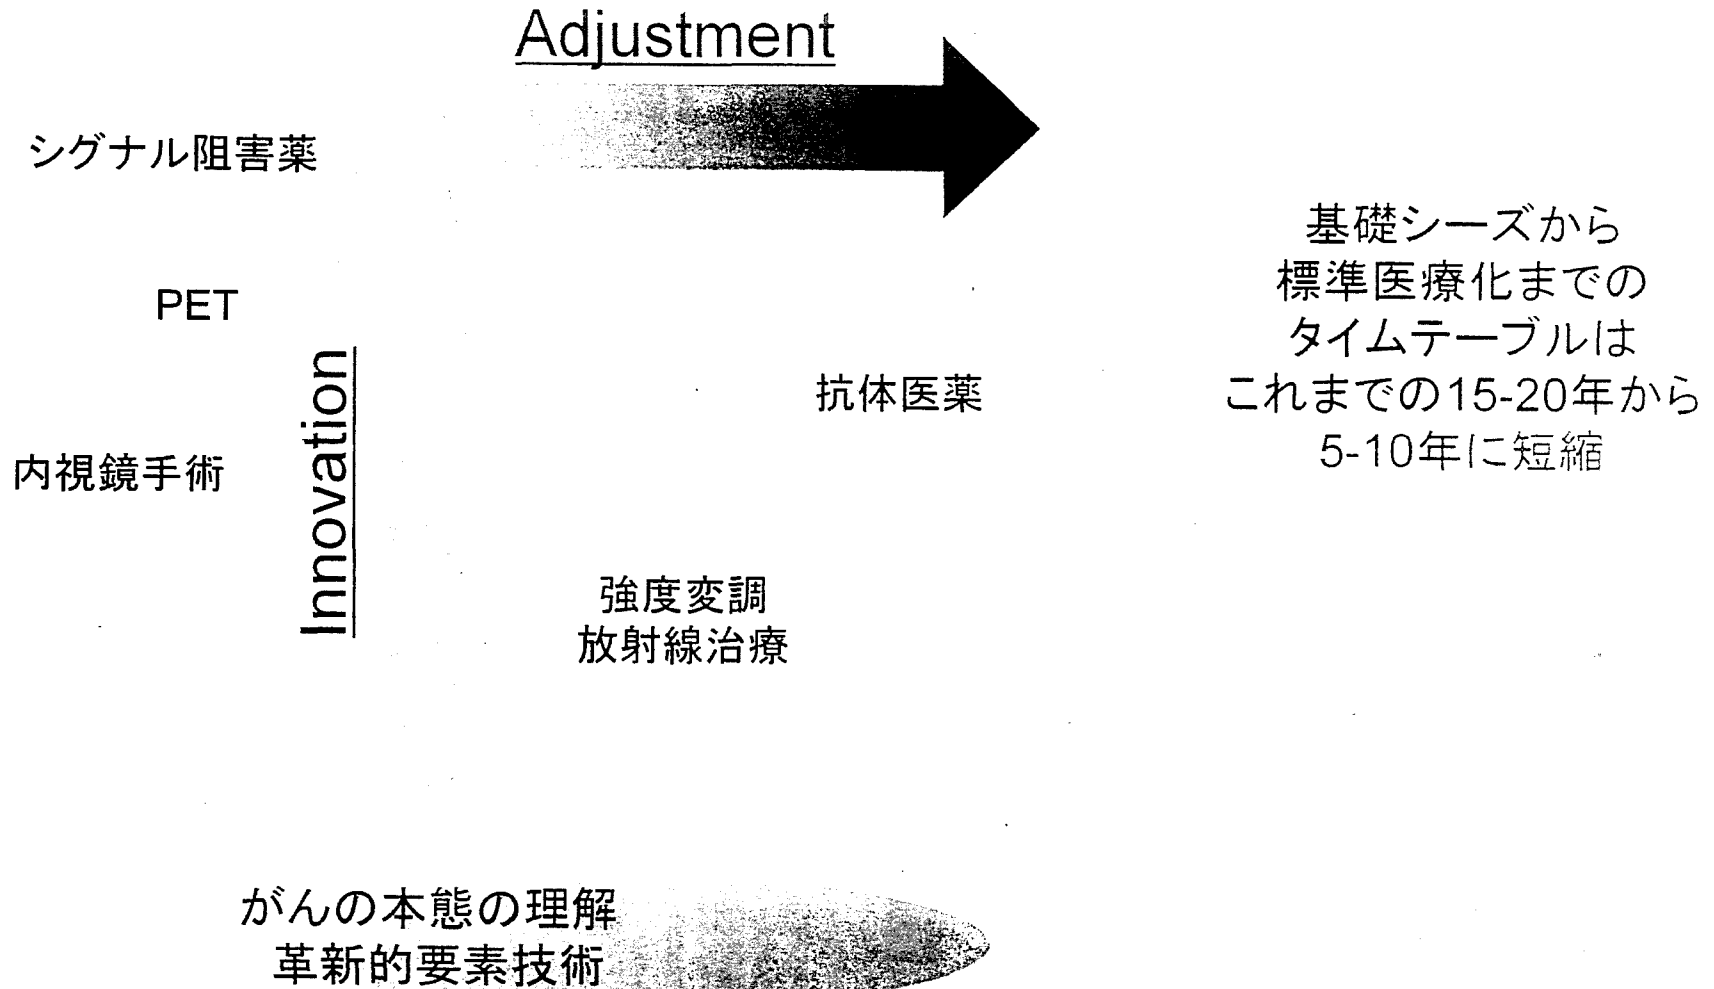 Adjustment
シグナル阻害薬
PET
内視鏡手術
Innovation
抗体医薬
強度変調
放射線治療
基礎シーズから
標準医療化までの
タイムテーブルは
これまでの15-20年から
5-10年に短縮
がんの本態の理解
革新的要素技術